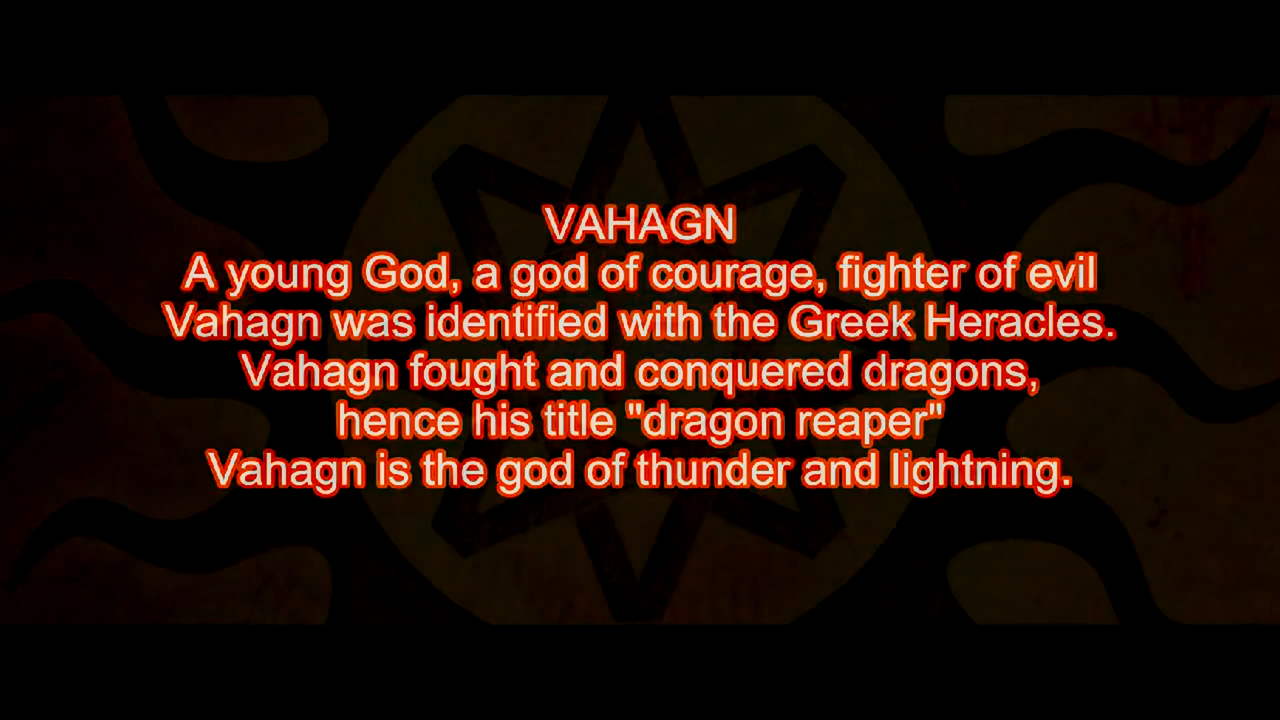 VAHAGN
A young God, a god of courage, fighter of evil
Vahagn was identified with the Greek Heracles.
Vahagn fought and conquered dragons,
hence his title "dragon reaper"
Vahagn is the god of thunder and lightning.